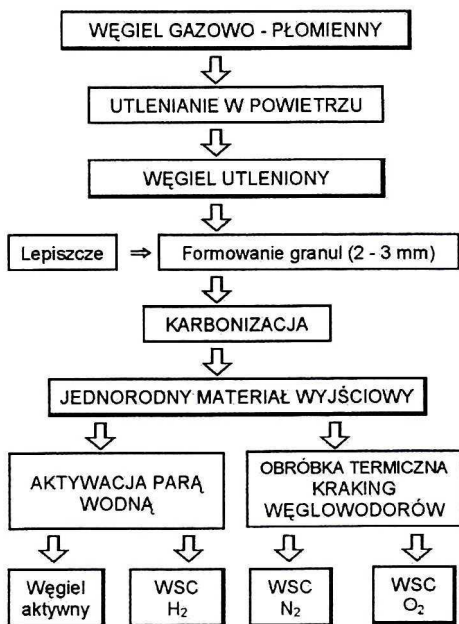 WĘGIEL GAZOWO - PŁOMIENNY
UTLENIANIE W POWIETRZU
WĘGIEL UTLENIONY
Lepiszcze ⇒ Formowanie granul (2 - 3 mm)
KARBONIZACJA
JEDNORODNY MATERIAŁ WYJŚCIOWY
AKTYWACJA PARĄ
WODNĄ
OBRÓBKA TERMICZNA
KRAKING
WĘGLOWODORÓW
Węgiel
aktywny
WSC
H₂
WSC
N₂
WSC
O₂